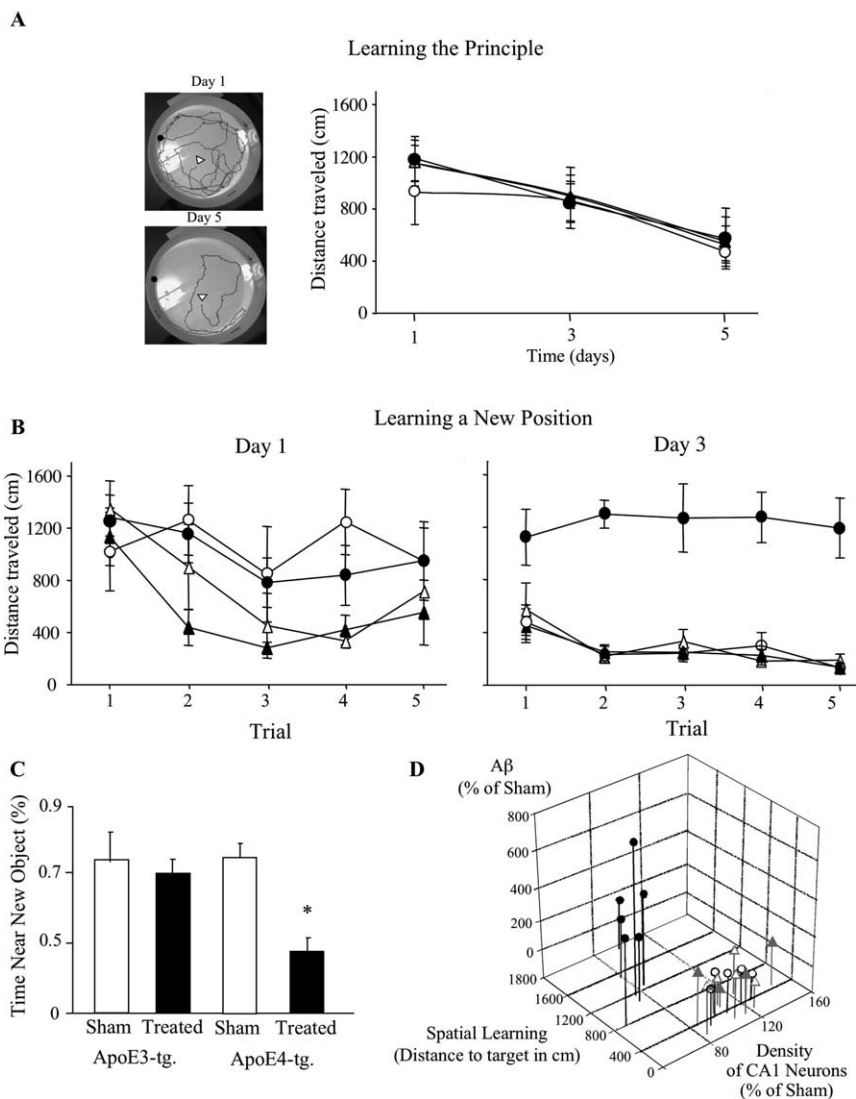 A
Learning the Principle
Day 1
Day 5
Distance traveled (cm)
1600
1200
800
400
0
1 3 5
Time (days)
Learning a New Position
B
Day 1
Day 3
Distance traveled (cm)
1600
1200
800
400
0
1 2 3 4 5
Trial
1 2 3 4 5
Trial
C
Time Near New Object (%)
0.9
0.7
0.5
0
*
Sham Treated Sham Treated
ApoE3-tg. ApoE4-tg.
D
Aβ
(% of Sham)
800
600
400
200
0
1800
1600
1200
800
400
0
Spatial Learning
(Distance to target in cm)
80
120
160
Density
of CA1 Neurons
(% of Sham)